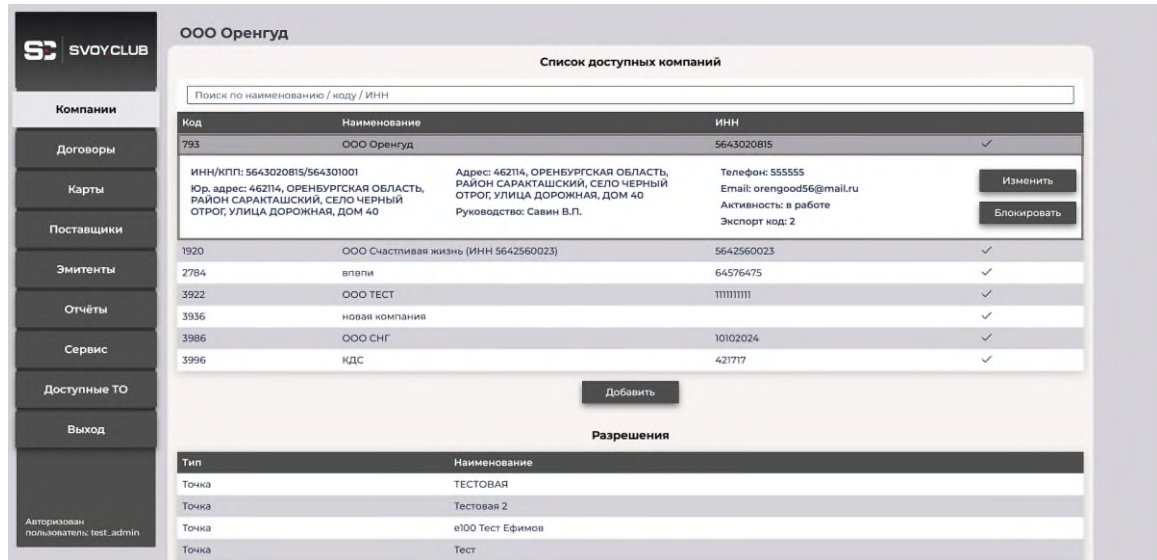 SC SVOYCLUB
Компании
Договоры
Карты
Поставщики
Эмитенты
Отчёты
Сервис
Доступные ТО
Выход
Авторизован
пользователь: test_admin
ООО Оренгуд
Список доступных компаний
Поиск по наименованию / коду / ИНН
Код Наименование ИНН
793 ООО Оренгуд 5643020815
ИНН/КПП: 5643020815/564301001
Юр. адрес: 462114, ОРЕНБУРГСКАЯ ОБЛАСТЬ,
РАЙОН САРАКТАШСКИЙ, СЕЛО ЧЕРНЫЙ
ОТРОГ, УЛИЦА ДОРОЖНАЯ, ДОМ 40
Адрес: 462114, ОРЕНБУРГСКАЯ ОБЛАСТЬ,
РАЙОН САРАКТАШСКИЙ, СЕЛО ЧЕРНЫЙ
ОТРОГ, УЛИЦА ДОРОЖНАЯ, ДОМ 40
Руководство: Савин В.П.
Телефон: 555555
Email: orengood56@mail.ru
Активность: в работе
Экспорт код: 2
Изменить
Блокировать
1920 ООО Счастливая жизнь (ИНН 5642560023) 5642560023
2784 впвпи 64576475
3922 ООО ТЕСТ 1111111111
3936 новая компания
3986 ООО СНГ 10102024
3996 КДС 421717
Добавить
Разрешения
Тип Наименование
Точка ТЕСТОВАЯ
Точка Тестовая 2
Точка e100 Тест Ефимов
Точка Тест